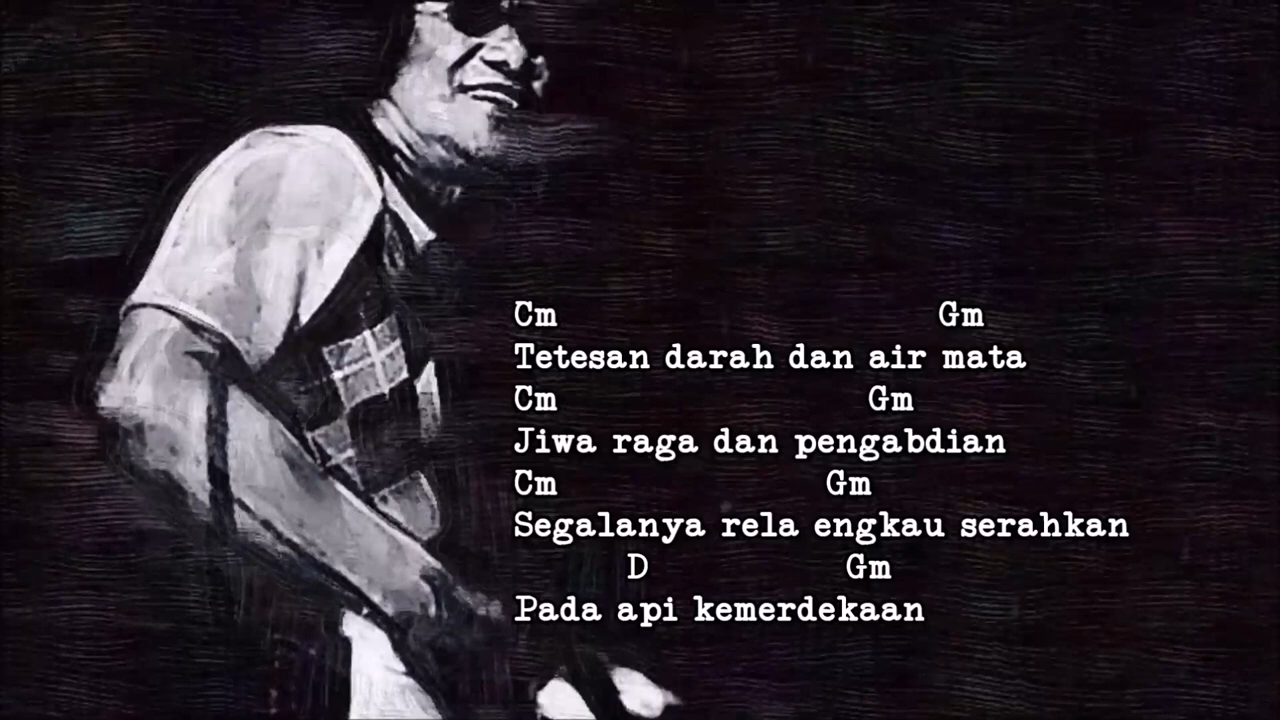 Cm Gm
Tetesan darah dan air mata
Cm Gm
Jiwa raga dan pengabdian
Cm Gm
Segalanya rela engkau serahkan
D Gm
Pada api kemerdekaan